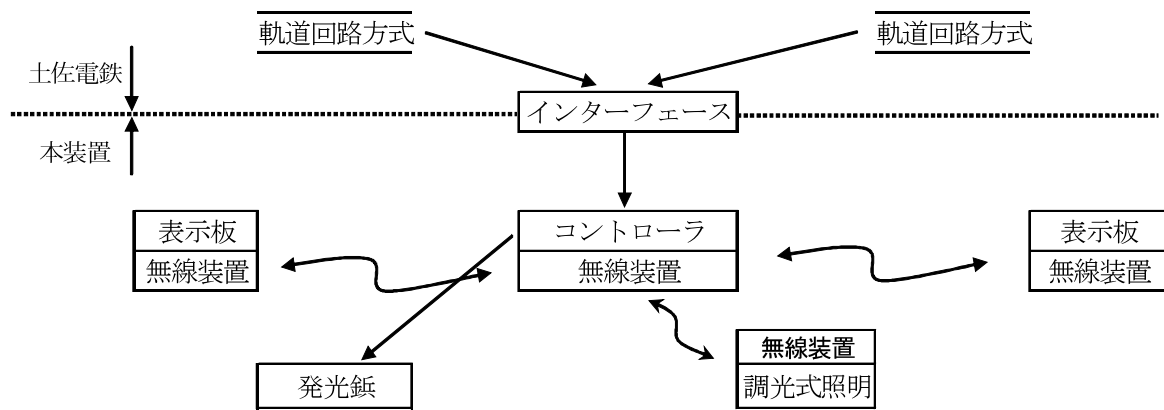 軌道回路方式
軌道回路方式
土佐電鉄
インターフェース
本装置
表示板
無線装置
コントローラ
無線装置
表示板
無線装置
発光鋲
無線装置
調光式照明